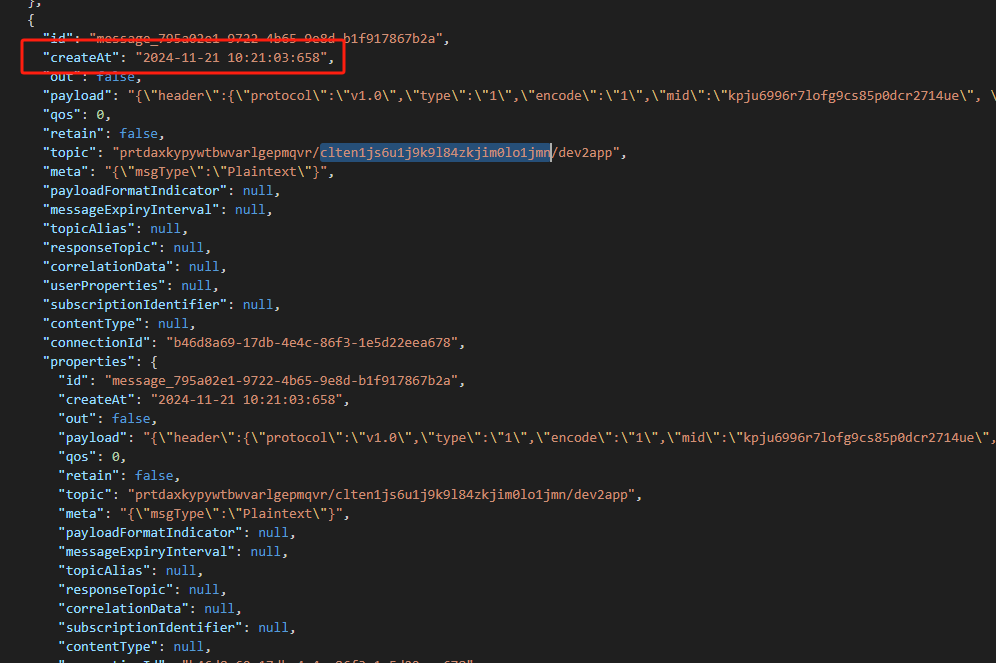 },
{
"id": "message_795a02e1-9722-4b65-9e8d-b1f917867b2a",
"createAt": "2024-11-21 10:21:03:658",
"out": false,
"payload": "{\"header\":{\"protocol\":\"v1.0\",\"type\":\"1\",\"encode\":\"1\",\"mid\":\"kpju6996r7lofg9cs85p0dcr2714ue\", \
"qos": 0,
"retain": false,
"topic": "prtdaxkypywtbwvarlgepmqvr/clten1js6u1j9k9l84zkjim0lo1jmn/dev2app",
"meta": "{\"msgType\":\"Plaintext\"}",
"payloadFormatIndicator": null,
"messageExpiryInterval": null,
"topicAlias": null,
"responseTopic": null,
"correlationData": null,
"userProperties": null,
"subscriptionIdentifier": null,
"contentType": null,
"connectionId": "b46d8a69-17db-4e4c-86f3-1e5d22eea678",
"properties": {
"id": "message_795a02e1-9722-4b65-9e8d-b1f917867b2a",
"createAt": "2024-11-21 10:21:03:658",
"out": false,
"payload": "{\"header\":{\"protocol\":\"v1.0\",\"type\":\"1\",\"encode\":\"1\",\"mid\":\"kpju6996r7lofg9cs85p0dcr2714ue\",
"qos": 0,
"retain": false,
"topic": "prtdaxkypywtbwvarlgepmqvr/clten1js6u1j9k9l84zkjim0lo1jmn/dev2app",
"meta": "{\"msgType\":\"Plaintext\"}",
"payloadFormatIndicator": null,
"messageExpiryInterval": null,
"topicAlias": null,
"responseTopic": null,
"correlationData": null,
"subscriptionIdentifier": null,
"contentType": null,